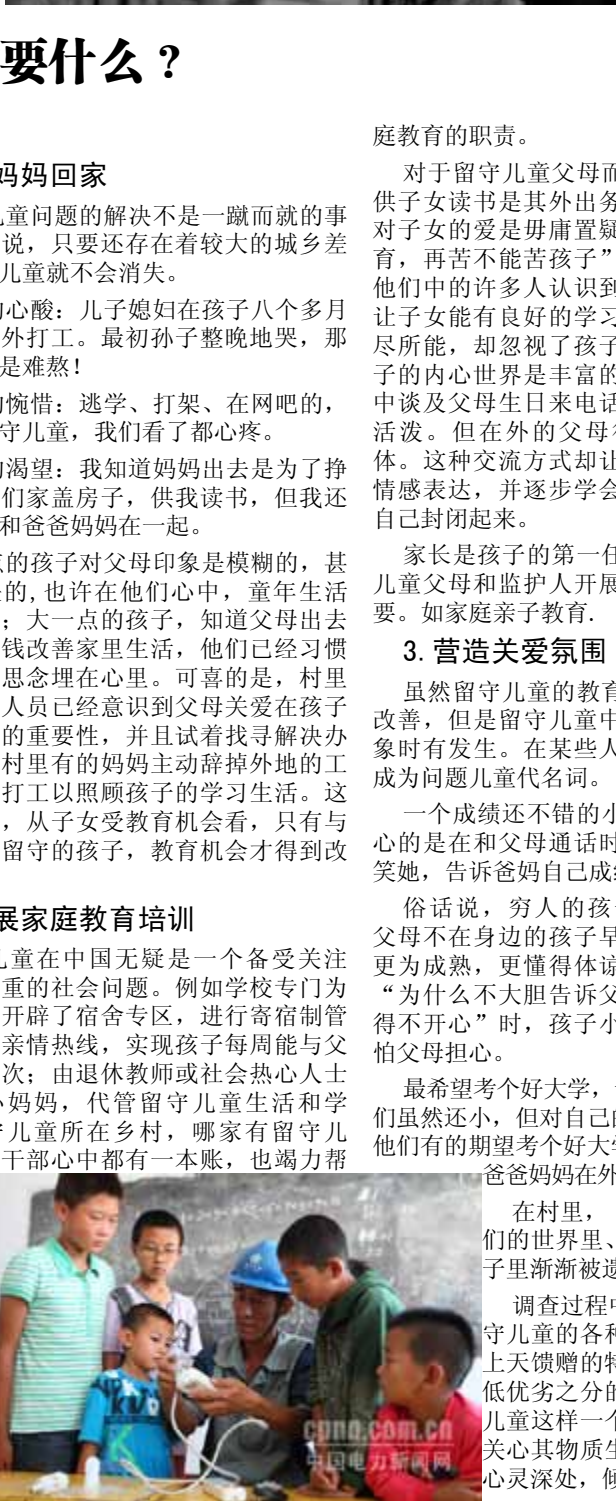 要什么？
妈妈回家
儿童问题的解决不是一蹴而就的事
说，只要还存在着较大的城乡差
儿童就不会消失。
心酸：儿子媳妇在孩子八个多月
外打工。最初孙子整晚地哭，那
是难熬！
惋惜：逃学、打架、在网吧的，
守儿童，我们看了都心疼。
渴望：我知道妈妈出去是为了挣
们家盖房子，供我读书，但我还
和爸爸妈妈在一起。
的孩子对父母印象是模糊的，甚
的,也许在他们心中，童年生活
；大一点的孩子，知道父母出去
钱改善家里生活，他们已经习惯
思念埋在心里。可喜的是，村里
人员已经意识到父母关爱在孩子
的重要性，并且试着找寻解决办
村里有的妈妈主动辞掉外地的工
打工以照顾孩子的学习生活。这
，从子女受教育机会看，只有与
留守的孩子，教育机会才得到改
展家庭教育培训
儿童在中国无疑是一个备受关注
重的社会问题。例如学校专门为
开辟了宿舍专区，进行寄宿制管
亲情热线，实现孩子每周能与父
次；由退休教师或社会热心人士
妈妈，代管留守儿童生活和学
守儿童所在乡村，哪家有留守儿
干部心中都有一本账，也竭力帮
庭教育的职责。
对于留守儿童父母而
供子女读书是其外出务
对子女的爱是毋庸置疑
育，再苦不能苦孩子”
他们中的许多人认识到
让子女能有良好的学习
尽所能，却忽视了孩子
子的内心世界是丰富的
中谈及父母生日来电话
活泼。但在外的父母往
体。这种交流方式却让
情感表达，并逐步学会
自己封闭起来。
家长是孩子的第一任
儿童父母和监护人开展
要。如家庭亲子教育.
3.营造关爱氛围
虽然留守儿童的教育
改善，但是留守儿童中
象时有发生。在某些人
成为问题儿童代名词。
一个成绩还不错的小
心的是在和父母通话时
笑她，告诉爸妈自己成绩
俗话说，穷人的孩子
父母不在身边的孩子早
更为成熟，更懂得体谅
“为什么不大胆告诉父
得不开心”时，孩子小
怕父母担心。
最希望考个好大学，
们虽然还小，但对自己的
他们有的期望考个好大学
爸爸妈妈在外
在村里，
们的世界里、
子里渐渐被遗
调查过程中
守儿童的各种
上天馈赠的特
低优劣之分的
儿童这样一个
关心其物质生
心灵深处，倾
cpnn.com.cn
中国电力新闻网